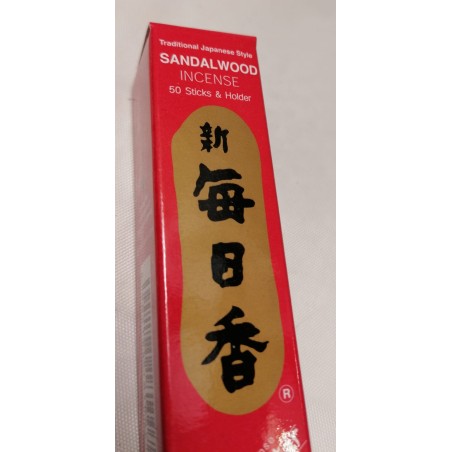 Traditional Japanese Style
SANDALWOOD
INCENSE
50 Sticks & Holder
新
毎
日
香
®